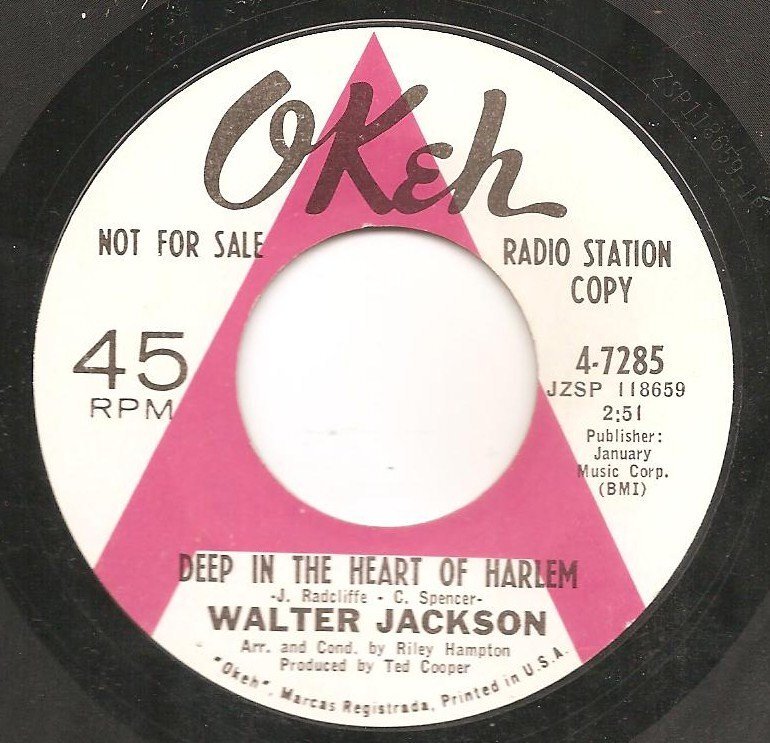 OKeh
NOT FOR SALE
RADIO STATION
COPY
45
RPM
4-7285
JZSP 118659
2:51
Publisher:
January
Music Corp.
(BMI)
DEEP IN THE HEART OF HARLEM
-J. Radcliffe - C. Spencer-
WALTER JACKSON
Arr. and Cond. by Riley Hampton
Produced by Ted Cooper
"Okeh", Marcas Registrada, Printed in U.S.A.